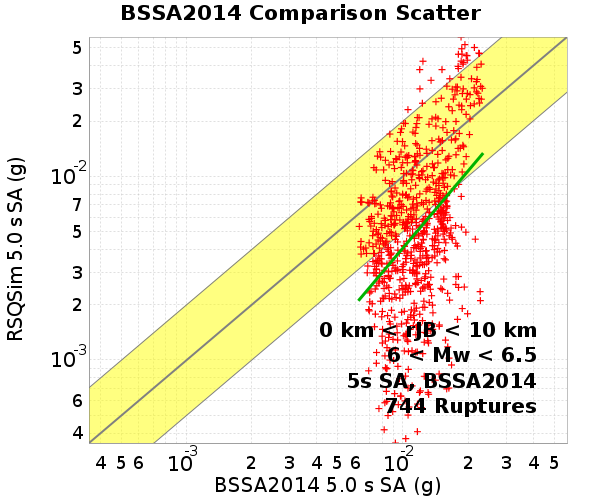 BSSA2014 Comparison Scatter
RSQSim 5.0 s SA (g)
5
3
2
10-2
7
5
3
2
10-3
6
4
0 km < rJB < 10 km
6 < Mw < 6.5
5s SA, BSSA2014
744 Ruptures
4 5 6 10-3 2 3 4 5 6 10-2 2 3 4 5
BSSA2014 5.0 s SA (g)